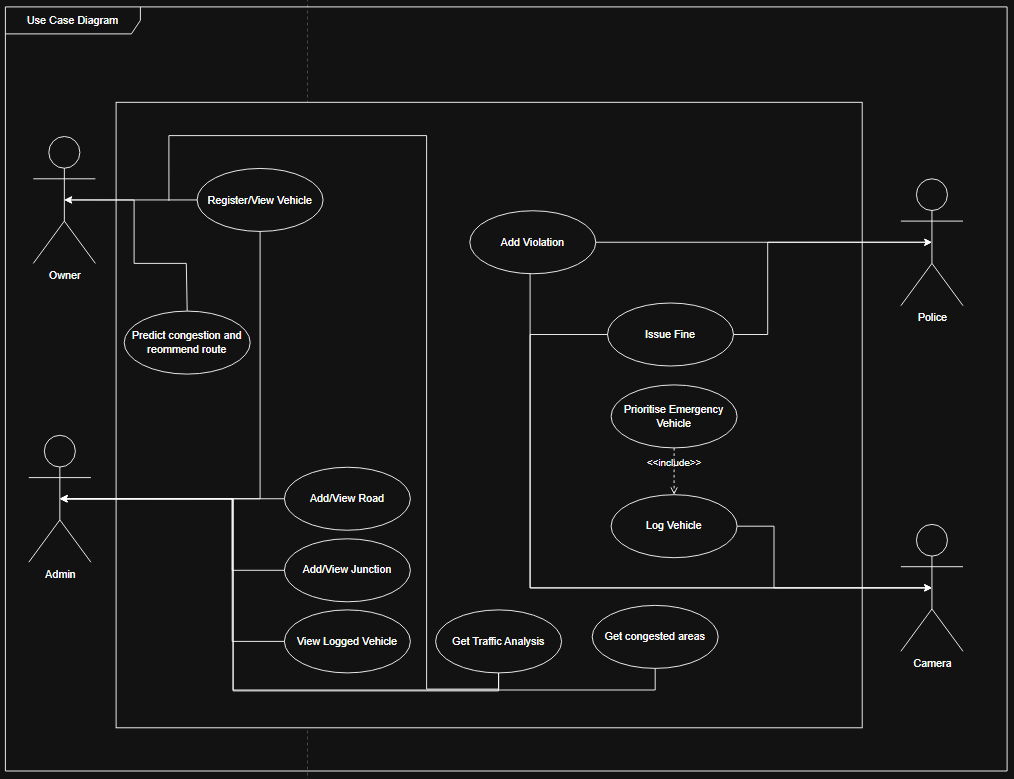 Use Case Diagram
Register/View Vehicle
Owner
Add Violation
Police
Predict congestion and
reommend route
Issue Fine
Prioritise Emergency
Vehicle
<<include>>
Add/View Road
Log Vehicle
Admin
Add/View Junction
View Logged Vehicle
Get Traffic Analysis
Get congested areas
Camera